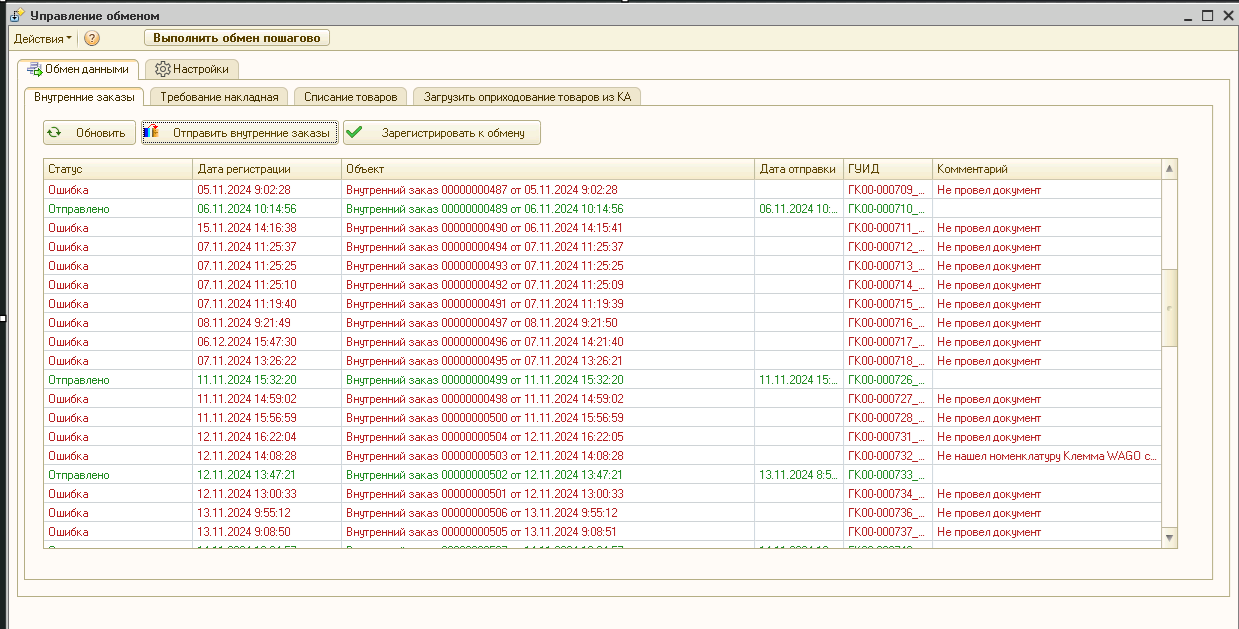 Управление обменом
Действия Выполнить обмен пошагово
Обмен данными Настройки
Внутренние заказы Требование накладная Списание товаров Загрузить оприходование товаров из КА
Обновить Отправить внутренние заказы Зарегистрировать к обмену
Статус Дата регистрации Объект Дата отправки ГУИД Комментарий
Ошибка 05.11.2024 9:02:28 Внутренний заказ 00000000487 от 05.11.2024 9:02:28 ГК00-000709_... Не провел документ
Отправлено 06.11.2024 10:14:56 Внутренний заказ 00000000489 от 06.11.2024 10:14:56 06.11.2024 10:... ГК00-000710_...
Ошибка 15.11.2024 14:16:38 Внутренний заказ 00000000490 от 06.11.2024 14:15:41 ГК00-000711_... Не провел документ
Ошибка 07.11.2024 11:25:37 Внутренний заказ 00000000494 от 07.11.2024 11:25:37 ГК00-000712_... Не провел документ
Ошибка 07.11.2024 11:25:25 Внутренний заказ 00000000493 от 07.11.2024 11:25:25 ГК00-000713_... Не провел документ
Ошибка 07.11.2024 11:25:10 Внутренний заказ 00000000492 от 07.11.2024 11:25:09 ГК00-000714_... Не провел документ
Ошибка 07.11.2024 11:19:40 Внутренний заказ 00000000491 от 07.11.2024 11:19:39 ГК00-000715_... Не провел документ
Ошибка 08.11.2024 9:21:49 Внутренний заказ 00000000497 от 08.11.2024 9:21:50 ГК00-000716_... Не провел документ
Ошибка 06.12.2024 15:47:30 Внутренний заказ 00000000496 от 07.11.2024 14:21:40 ГК00-000717_... Не провел документ
Ошибка 07.11.2024 13:26:22 Внутренний заказ 00000000495 от 07.11.2024 13:26:21 ГК00-000718_... Не провел документ
Отправлено 11.11.2024 15:32:20 Внутренний заказ 00000000499 от 11.11.2024 15:32:20 11.11.2024 15:... ГК00-000726_...
Ошибка 11.11.2024 14:59:02 Внутренний заказ 00000000498 от 11.11.2024 14:59:02 ГК00-000727_... Не провел документ
Ошибка 11.11.2024 15:56:59 Внутренний заказ 00000000500 от 11.11.2024 15:56:59 ГК00-000728_... Не провел документ
Ошибка 12.11.2024 16:22:04 Внутренний заказ 00000000504 от 12.11.2024 16:22:05 ГК00-000731_... Не провел документ
Ошибка 12.11.2024 14:08:28 Внутренний заказ 00000000503 от 12.11.2024 14:08:28 ГК00-000732_... Не нашел номенклатуру Клемма WAGO с...
Отправлено 12.11.2024 13:47:21 Внутренний заказ 00000000502 от 12.11.2024 13:47:21 13.11.2024 8:5... ГК00-000733_...
Ошибка 12.11.2024 13:00:33 Внутренний заказ 00000000501 от 12.11.2024 13:00:33 ГК00-000734_... Не провел документ
Ошибка 13.11.2024 9:55:12 Внутренний заказ 00000000506 от 13.11.2024 9:55:12 ГК00-000736_... Не провел документ
Ошибка 13.11.2024 9:08:50 Внутренний заказ 00000000505 от 13.11.2024 9:08:51 ГК00-000737_... Не провел документ